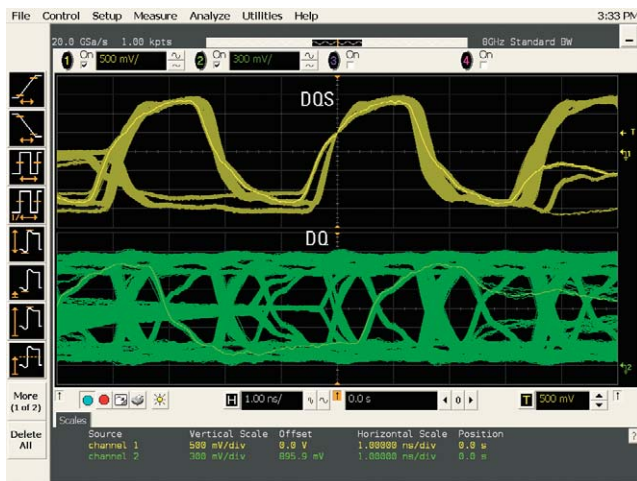 File Control Setup Measure Analyze Utilities Help 3:33 PM
20.0 GSa/s 1.00 kpts 8GHz Standard BW
1 On 500 mV/ 2 On 300 mV/ 3 On 4 On
DQS
T
1
DQ
2
More
(1 of 2)
Delete
All
H 1.00 ns/ 0.0 s 0 T 500 mV
Scales
Source Vertical Scale Offset Horizontal Scale Position
channel 1 500 mV/div 0.0 V 1.00000 ns/div 0.0 s
channel 2 300 mV/div 895.9 mV 1.00000 ns/div 0.0 s
?